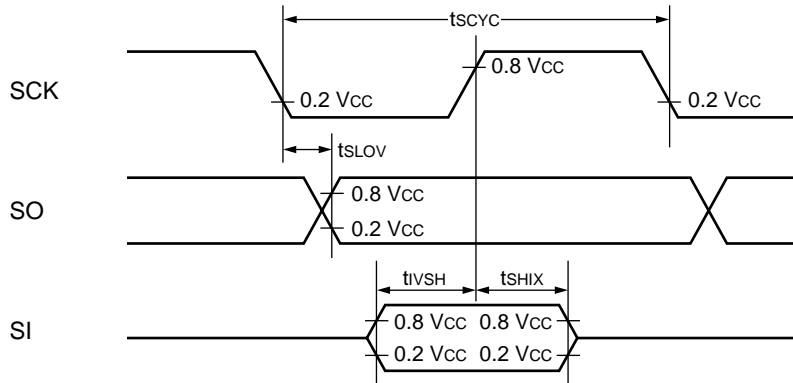 tSCYC
SCK
0.8 VCC
0.2 VCC
0.2 VCC
tSLOV
SO
0.8 VCC
0.2 VCC
tIVSH
tSHIX
SI
0.8 VCC
0.8 VCC
0.2 VCC
0.2 VCC